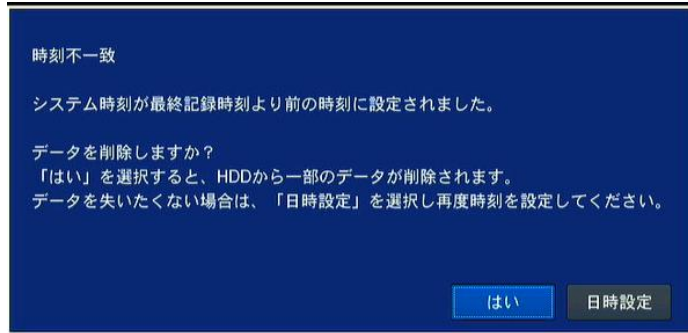 時刻不一致
システム時刻が最終記録時刻より前の時刻に設定されました。
データを削除しますか？
「はい」を選択すると、HDDから一部のデータが削除されます。
データを失いたくない場合は、「日時設定」を選択し再度時刻を設定してください。
はい
日時設定